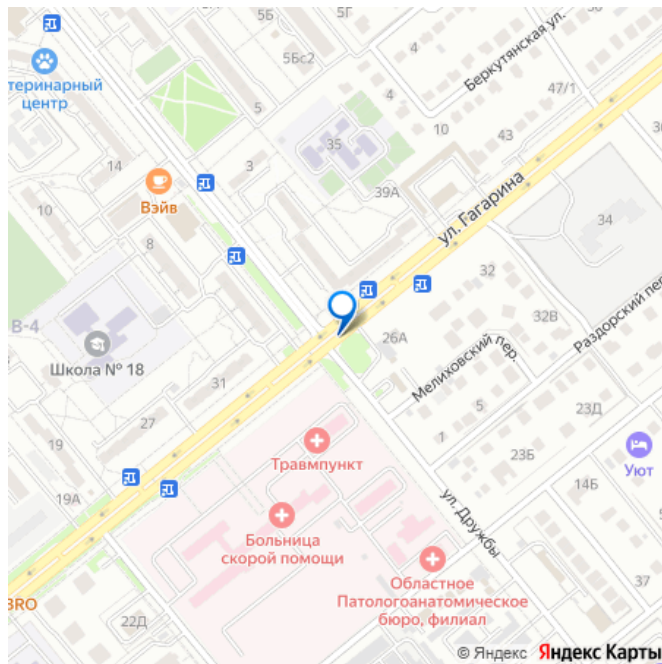 5Б
5Г
5Бс2
Беркутянская ул.
47/1
теринарный
центр
5
6
4
35
10
43
14
3
39А
ул. Гагарина
Вэйв
10
34
8
32
В-4
Школа № 18
26А
32В
Раздорский пер.
Мелиховский пер.
31
5
23Д
27
1
19
Травмпункт
23Б
Уют
14Б
19А
ул. Дружбы
Больница
скорой помощи
Областное
Патологоанатомическое
бюро, филиал
37
BRO
22Д
© Яндекс Яндекс Карты